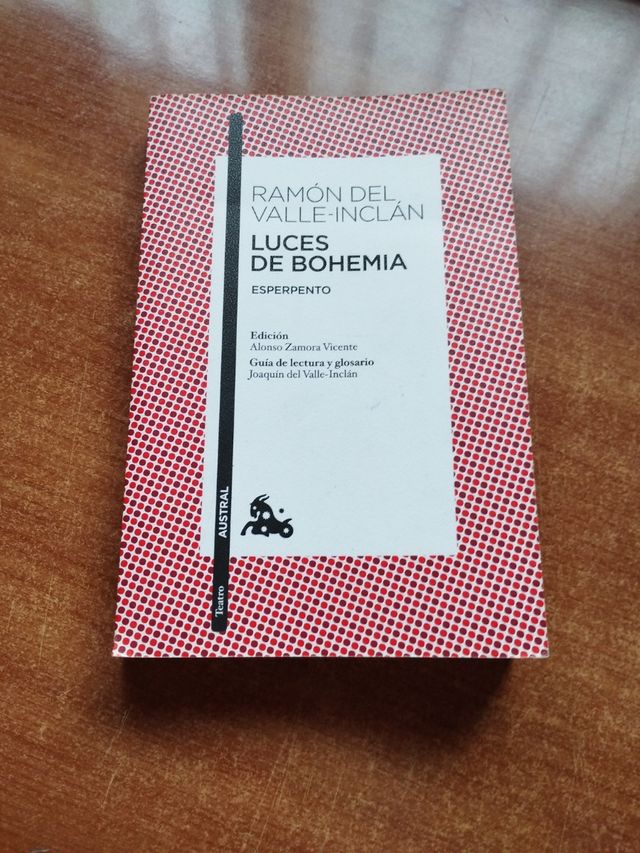 RAMÓN DEL
VALLE-INCLÁN
LUCES
DE BOHEMIA
ESPERPENTO
Edición
Alonso Zamora Vicente
Guía de lectura y glosario
Joaquín del Valle-Inclán
AUSTRAL
Teatro